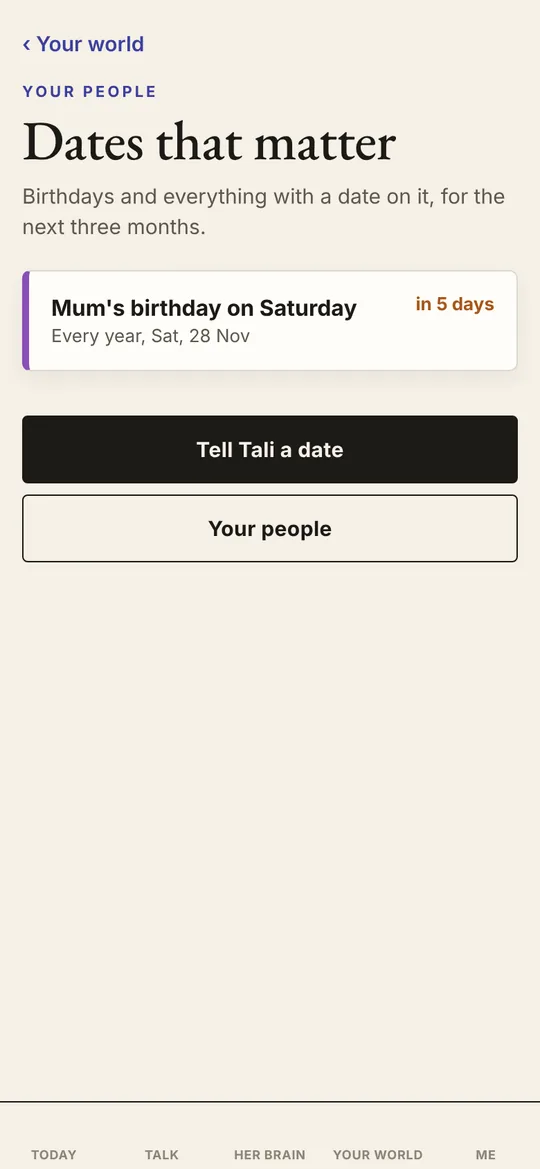 ‹ Your world
YOUR PEOPLE
Dates that matter
Birthdays and everything with a date on it, for the
next three months.
Mum's birthday on Saturday
in 5 days
Every year, Sat, 28 Nov
Tell Tali a date
Your people
TODAY
TALK
HER BRAIN
YOUR WORLD
ME